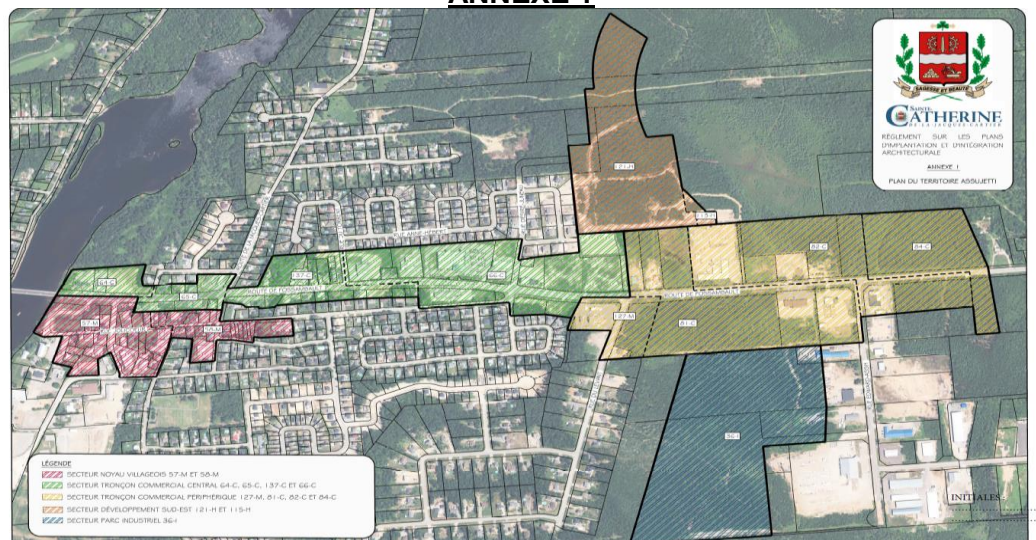 ANNEXE I
SAGESSE ET BEAUTÉ
SAINTE-
CATHERINE
DE-LA-JACQUES-CARTIER
RÈGLEMENT SUR LES PLANS
D'IMPLANTATION ET D'INTÉGRATION
ARCHITECTURALE
ANNEXE I
PLAN DU TERRITOIRE ASSUJETTI
121-H
115-H
82-C
84-C
66-C
137-C
64-C
65-C
ROUTE DE FOSSAMBAULT
ROUTE DE FOSSAMBAULT
57-M
RUE JOLICOEUR
58-M
127-M
81-C
36-I
LÉGENDE
SECTEUR NOYAU VILLAGEOIS 57-M ET 58-M
SECTEUR TRONÇON COMMERCIAL CENTRAL 64-C, 65-C, 137-C ET 66-C
SECTEUR TRONÇON COMMERCIAL PÉRIPHÉRIQUE 127-M, 81-C, 82-C ET 84-C
SECTEUR DÉVELOPPEMENT SUD-EST 121-H ET 115-H
SECTEUR PARC INDUSTRIEL 36-I
INITIALES :